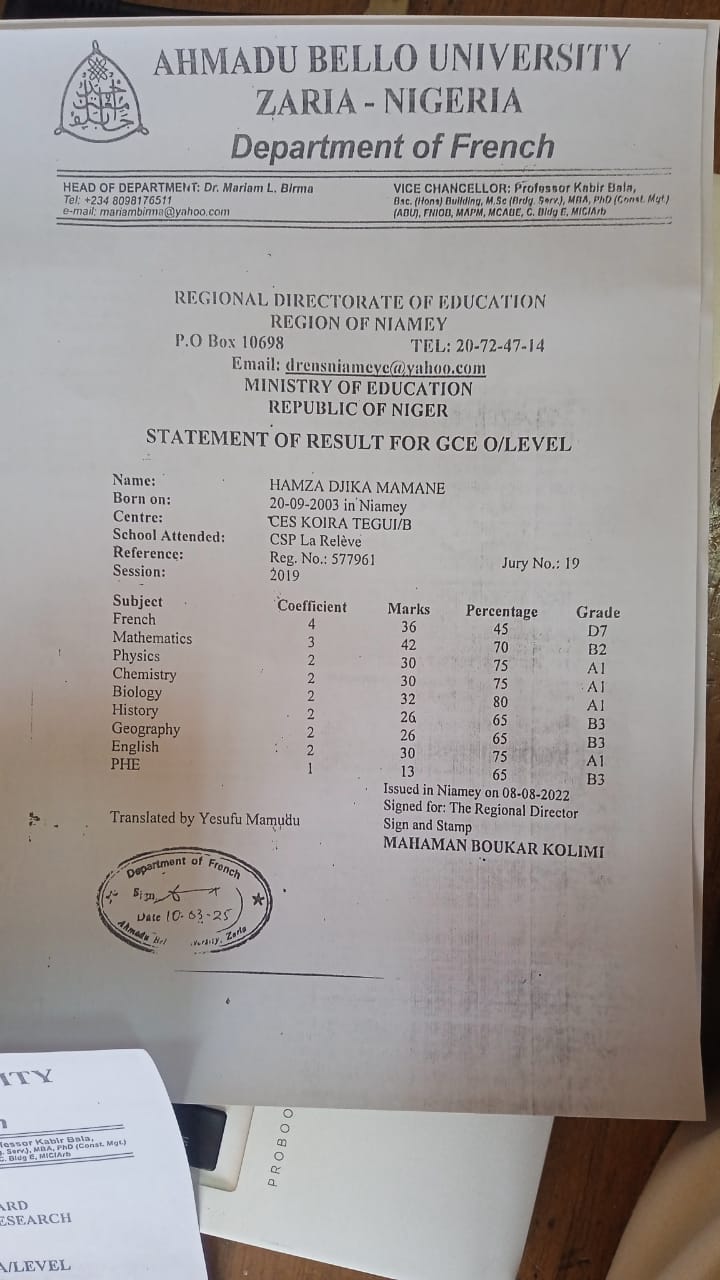 AHMADU BELLO UNIVERSITY
ZARIA - NIGERIA
Department of French
HEAD OF DEPARTMENT: Dr. Mariam L. Birma
Tel: +234 8098176511
e-mail: mariambirma@yahoo.com
VICE CHANCELLOR: Professor Kabir Bala,
Bsc. (Hons) Building, M.Sc (Brdg. Serv.), MBA, PhD (Const. Mgt.)
(ABU), FNIOB, MAPM, MCABE, C. Bldg E, MICIArb
REGIONAL DIRECTORATE OF EDUCATION
REGION OF NIAMEY
P.O Box 10698 TEL: 20-72-47-14
Email: drensniameye@yahoo.com
MINISTRY OF EDUCATION
REPUBLIC OF NIGER
STATEMENT OF RESULT FOR GCE O/LEVEL
Name: HAMZA DJIKA MAMANE
Born on: 20-09-2003 in Niamey
Centre: CES KOIRA TEGUI/B
School Attended: CSP La Relève
Reference: Reg. No.: 577961 Jury No.: 19
Session: 2019
Subject Coefficient Marks Percentage Grade
French 4 36 45 D7
Mathematics 3 42 70 B2
Physics 2 30 75 A1
Chemistry 2 30 75 A1
Biology 2 32 80 A1
History 2 26 65 B3
Geography 2 26 65 B3
English 2 30 75 A1
PHE 1 13 65 B3
Issued in Niamey on 08-08-2022
Signed for: The Regional Director
Sign and Stamp
MAHAMAN BOUKAR KOLIMI
Translated by Yesufu Mamudu
Department of French
Sign
Date 10-03-25
Ahmadu Zaria
ITY
n
fessor Kabir Bala,
. Serv.), MBA, PhD (Const. Mgt.)
C. Bldg E, MICIArb
ARD
ESEARCH
A/LEVEL
PROBOO